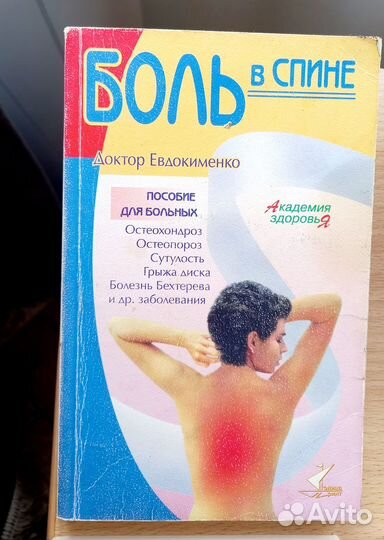 БОЛЬ В СПИНЕ
Доктор Евдокименко
ПОСОБИЕ
ДЛЯ БОЛЬНЫХ
Академия
здоровьЯ
Остеохондроз
Остеопороз
Сутулость
Грыжа диска
Болезнь Бехтерева
и др. заболевания
Avito